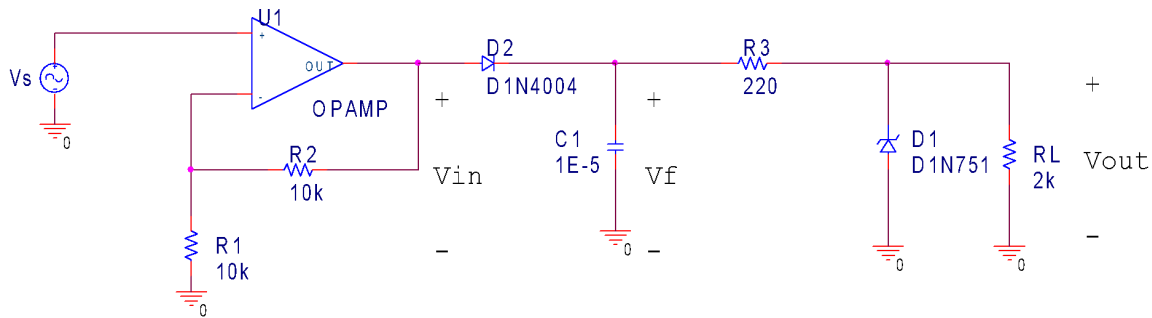 U1
+
OUT
-
OPAMP
Vs
0
R2
10k
R1
10k
0
+
Vin
-
D2
D1N4004
C1
1E-5
0
+
Vf
-
R3
220
D1
D1N751
0
RL
2k
0
+
Vout
-